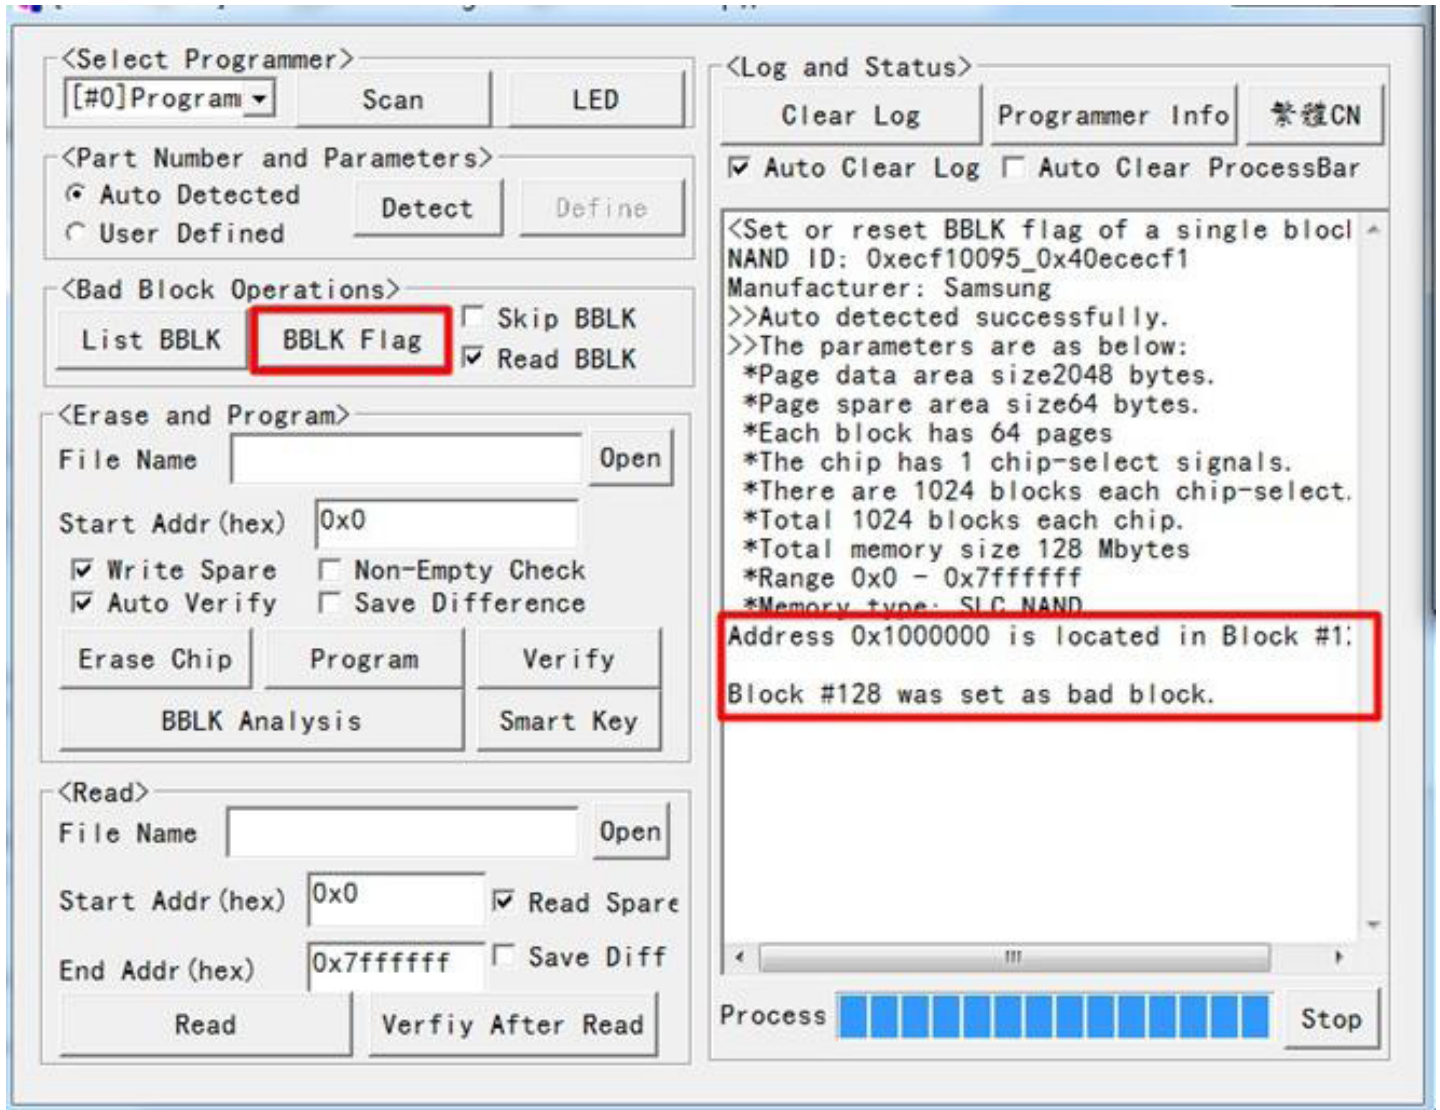 <Select Programmer>
[#0]Program
Scan
LED
<Part Number and Parameters>
Auto Detected
User Defined
Detect
Define
<Bad Block Operations>
List BBLK
BBLK Flag
Skip BBLK
Read BBLK
<Erase and Program>
File Name
Open
Start Addr(hex)
0x0
Write Spare
Non-Empty Check
Auto Verify
Save Difference
Erase Chip
Program
Verify
BBLK Analysis
Smart Key
<Read>
File Name
Open
Start Addr(hex)
0x0
Read Spare
End Addr(hex)
0x7ffffff
Save Diff
Read
Verfiy After Read
<Log and Status>
Clear Log
Programmer Info
繁體CN
Auto Clear Log
Auto Clear ProcessBar
<Set or reset BBLK flag of a single
NAND ID: 0xecf10095_0x40ececf1
Manufacturer: Samsung
>>Auto detected successfully.
>>The parameters are as below:
*Page data area size2048 bytes.
*Page spare area size64 bytes.
*Each block has 64 pages
*The chip has 1 chip-select signals.
*There are 1024 blocks each chip-select.
*Total 1024 blocks each chip.
*Total memory size 128 Mbytes
*Range 0x0 - 0x7ffffff
*Memory type: SLC NAND
Address 0x1000000 is located in Block
Block #128 was set as bad block.
Process
Stop